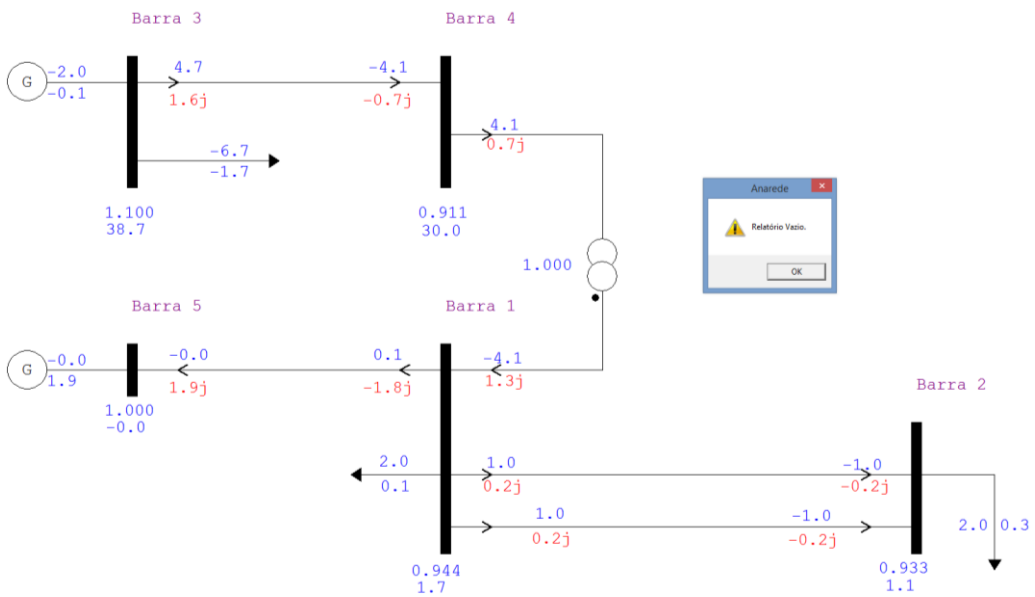 Barra 3
Barra 4
G
-2.0
-0.1
4.7
1.6j
-4.1
-0.7j
4.1
0.7j
-6.7
-1.7
1.100
38.7
0.911
30.0
Anarede
Relatório Vazio.
OK
1.000
Barra 5
Barra 1
G
-0.0
1.9
-0.0
1.9j
0.1
-1.8j
-4.1
1.3j
1.000
-0.0
Barra 2
2.0
0.1
1.0
0.2j
-1.0
-0.2j
1.0
0.2j
-1.0
-0.2j
2.0 0.3
0.944
1.7
0.933
1.1